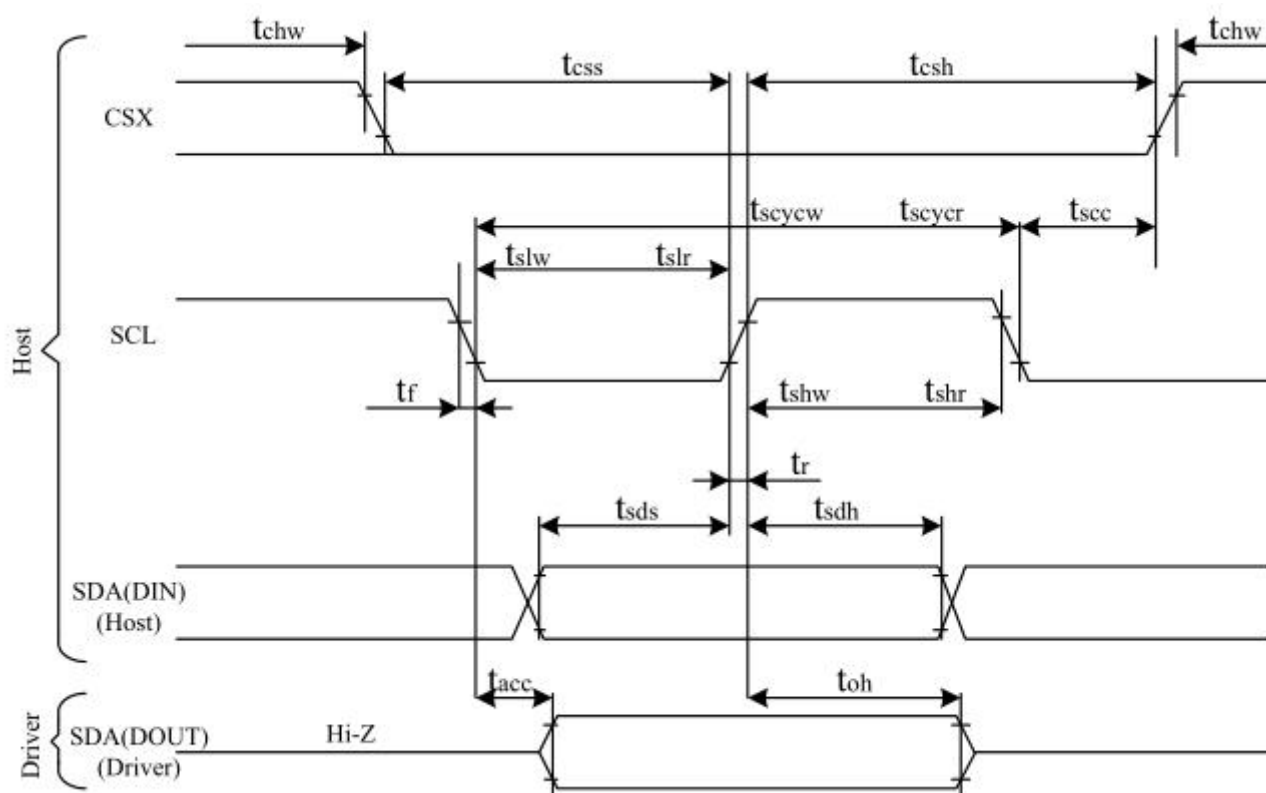 tchw
tchw
tcss
tcsh
CSX
tscycw
tscycr
tscc
tslw
tslr
SCL
Host
tf
tshw
tshr
tr
tsds
tsdh
SDA(DIN)
(Host)
tacc
toh
Driver
SDA(DOUT)
(Driver)
Hi-Z